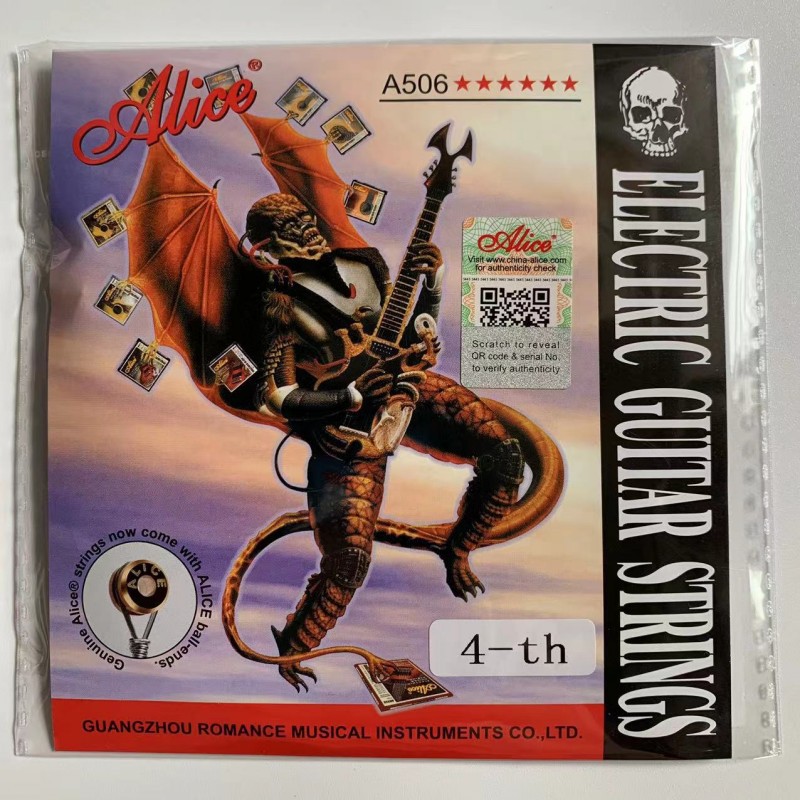 Alice®
A506★★★★★★
ELECTRIC GUITAR STRINGS
Alice®
Visit www.china-alice.com
for authenticity check
Scratch to reveal
QR code & serial No.
to verify authenticity
Genuine Alice® strings now come with ALICE ball-ends.
ALICE
4-th
Alice
GUANGZHOU ROMANCE MUSICAL INSTRUMENTS CO.,LTD.